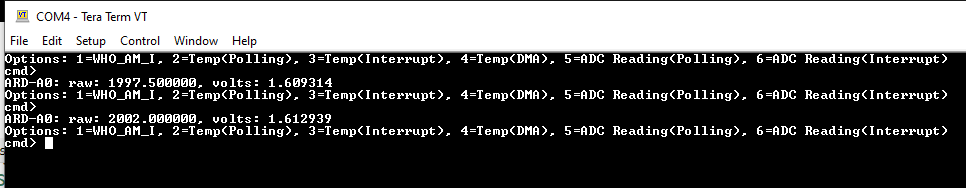 COM4 - Tera Term VT
File Edit Setup Control Window Help
Options: 1=WHO_AM_I, 2=Temp(Polling), 3=Temp(Interrupt), 4=Temp(DMA), 5=ADC Reading(Polling), 6=ADC Reading(Interrupt)
cmd>
ARD-A0: raw: 1997.500000, volts: 1.609314
Options: 1=WHO_AM_I, 2=Temp(Polling), 3=Temp(Interrupt), 4=Temp(DMA), 5=ADC Reading(Polling), 6=ADC Reading(Interrupt)
cmd>
ARD-A0: raw: 2002.000000, volts: 1.612939
Options: 1=WHO_AM_I, 2=Temp(Polling), 3=Temp(Interrupt), 4=Temp(DMA), 5=ADC Reading(Polling), 6=ADC Reading(Interrupt)
cmd>